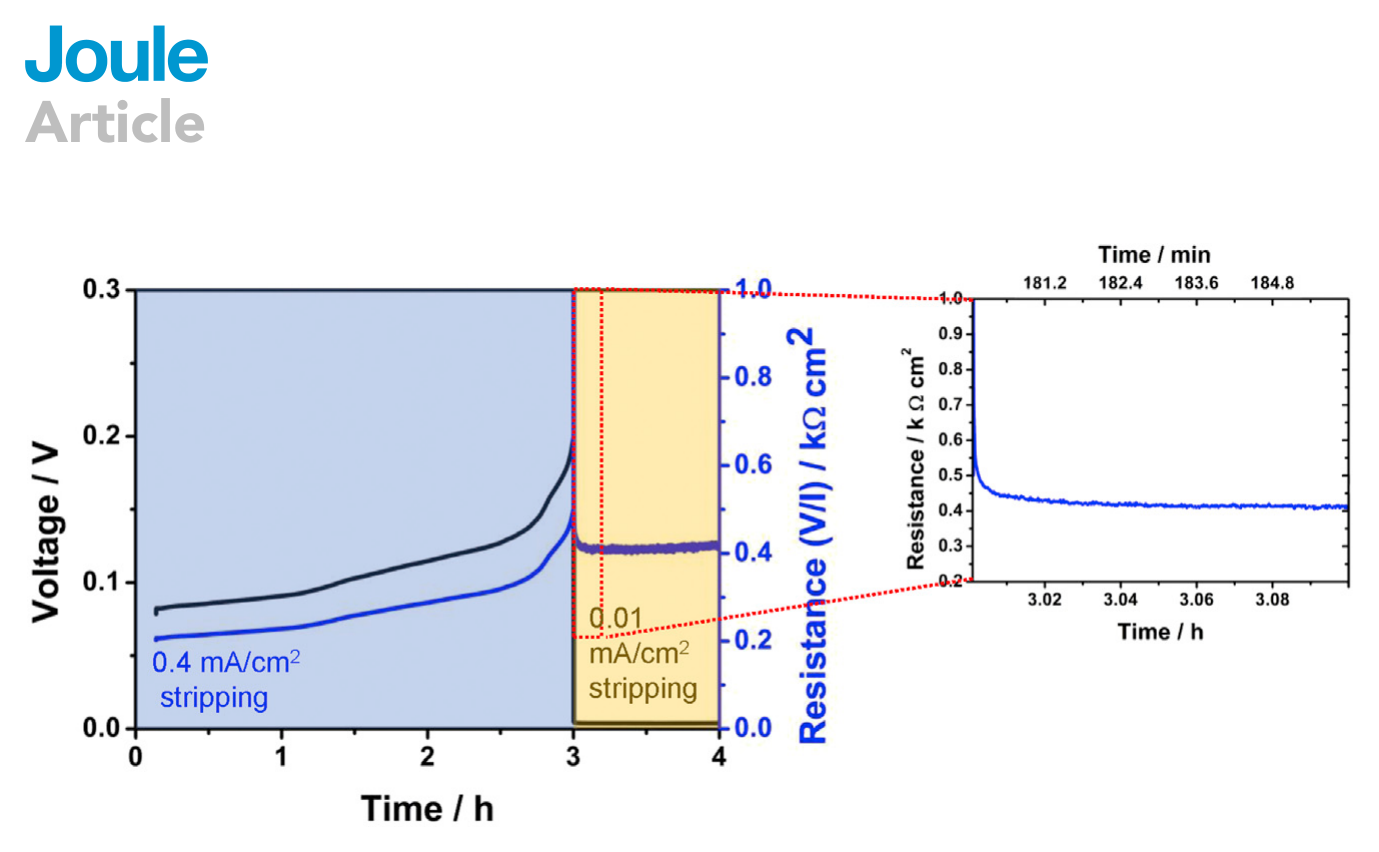 Joule
Article
0.3
0.2
0.1
0.0
Voltage / V
0
1
2
3
4
Time / h
1.0
0.8
0.6
0.4
0.2
0.0
Resistance (V/I) / kΩ cm²
0.4 mA/cm²
stripping
0.01
mA/cm²
stripping
Time / min
181.2 182.4 183.6 184.8
1.0
0.9
0.8
0.7
0.6
0.5
0.4
0.3
0.2
Resistance / k Ω cm²
3.02 3.04 3.06 3.08
Time / h